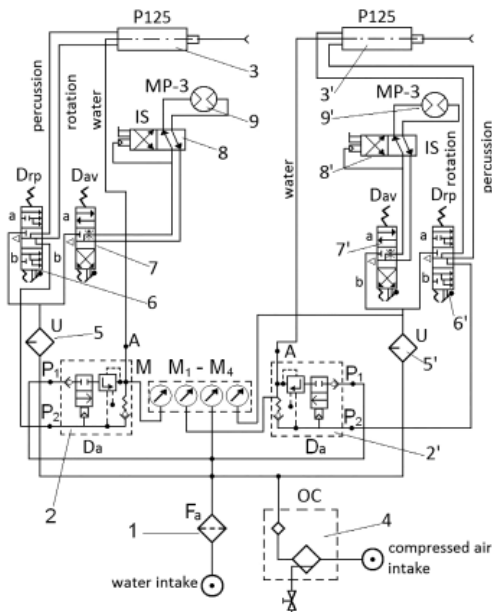 P125
P125
3
3'
percussion
rotation
water
MP-3
IS
9
8
MP-3
9'
IS
8'
water
rotation
percussion
Drp
Dav
a
a
b
b
7
6
Dav
Drp
a
a
7'
b
b
6'
U
5
A
M
M1 - M4
A
U
5'
P1
P2
Da
2
P1
P2
Da
2'
OC
4
Fa
1
compressed air
intake
water intake